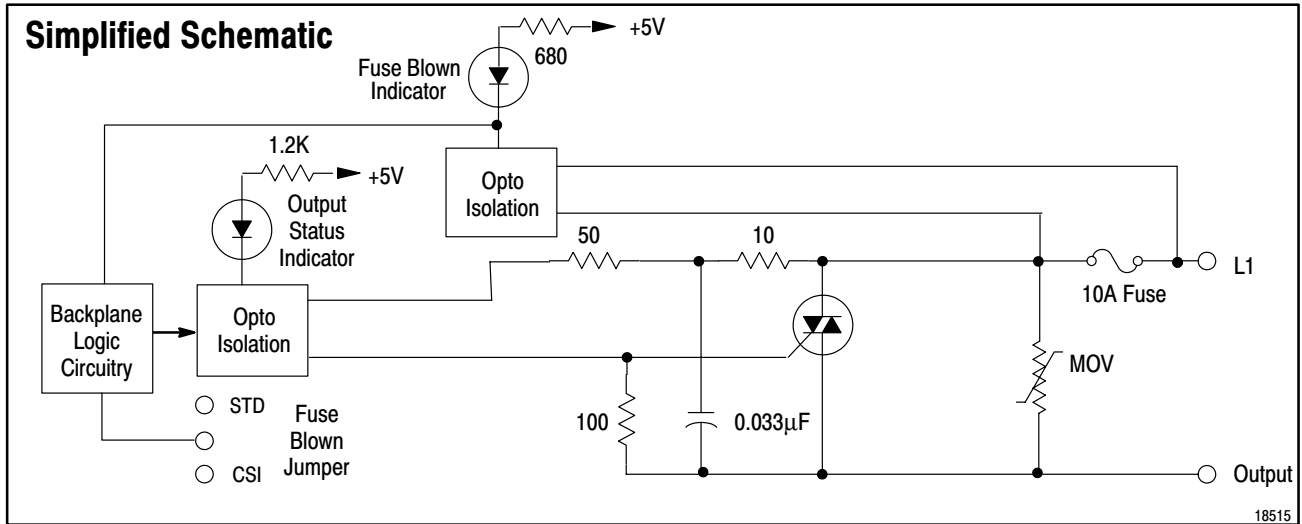 Simplified Schematic
+5V
680
Fuse Blown
Indicator
1.2K
+5V
Output
Status
Indicator
Opto
Isolation
50
10
L1
10A Fuse
Backplane
Logic
Circuitry
Opto
Isolation
MOV
STD
Fuse
Blown
Jumper
CSI
100
0.033µF
Output
18515